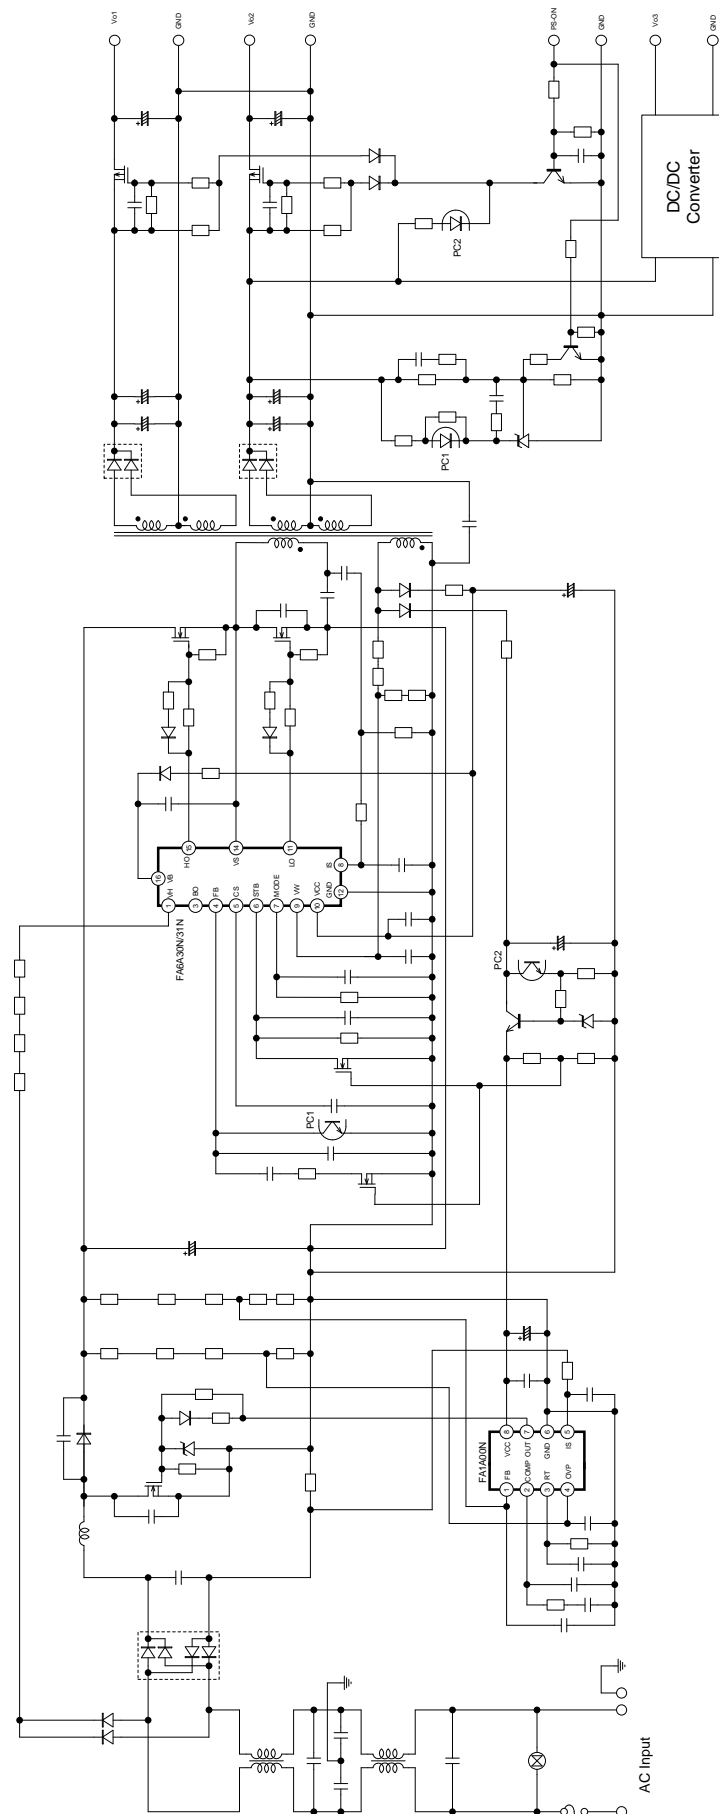 Vo1
GND
Vo2
GND
PS-ON
GND
Vo3
GND
DC/DC
Converter
PC2
PC1
HO
15
VS
14
LO
11
IS
8
16
VB
GND
12
VH
1
BO
3
FB
4
CS
5
STB
6
MODE
7
VW
9
VCC
10
FA6A30N/31N
PC2
PC1
FA1A00N
VCC
8
OUT
7
GND
6
IS
5
FB
1
COMP
2
RT
3
OVP
4
AC Input